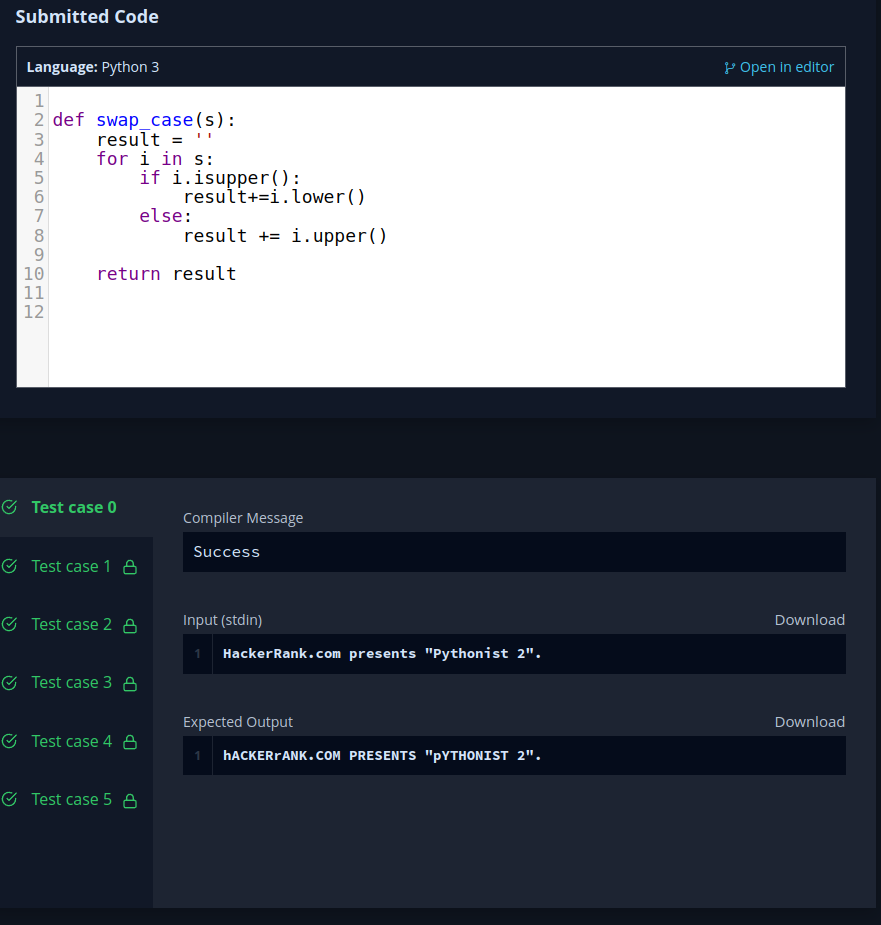 Submitted Code
Language: Python 3 Open in editor
1
2 def swap_case(s):
3     result = ''
4     for i in s:
5         if i.isupper():
6             result+=i.lower()
7         else:
8             result += i.upper()
9
10     return result
11
12
Test case 0
Test case 1
Test case 2
Test case 3
Test case 4
Test case 5
Compiler Message
Success
Input (stdin) Download
1 HackerRank.com presents "Pythonist 2".
Expected Output Download
1 hACKERrANK.COM PRESENTS "pYTHONIST 2".